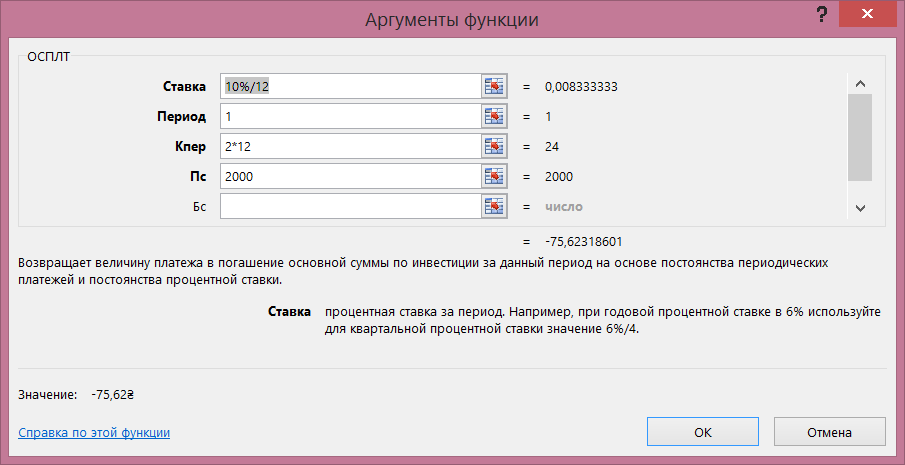 Аргументы функции
?
ОСПЛТ
Ставка 10%/12 = 0,008333333
Период 1 = 1
Кпер 2*12 = 24
Пс 2000 = 2000
Бс = число
= -75,62318601
Возвращает величину платежа в погашение основной суммы по инвестиции за данный период на основе постоянства периодических
платежей и постоянства процентной ставки.
Ставка процентная ставка за период. Например, при годовой процентной ставке в 6% используйте
для квартальной процентной ставки значение 6%/4.
Значение: -75,62₴
Справка по этой функции
ОК
Отмена